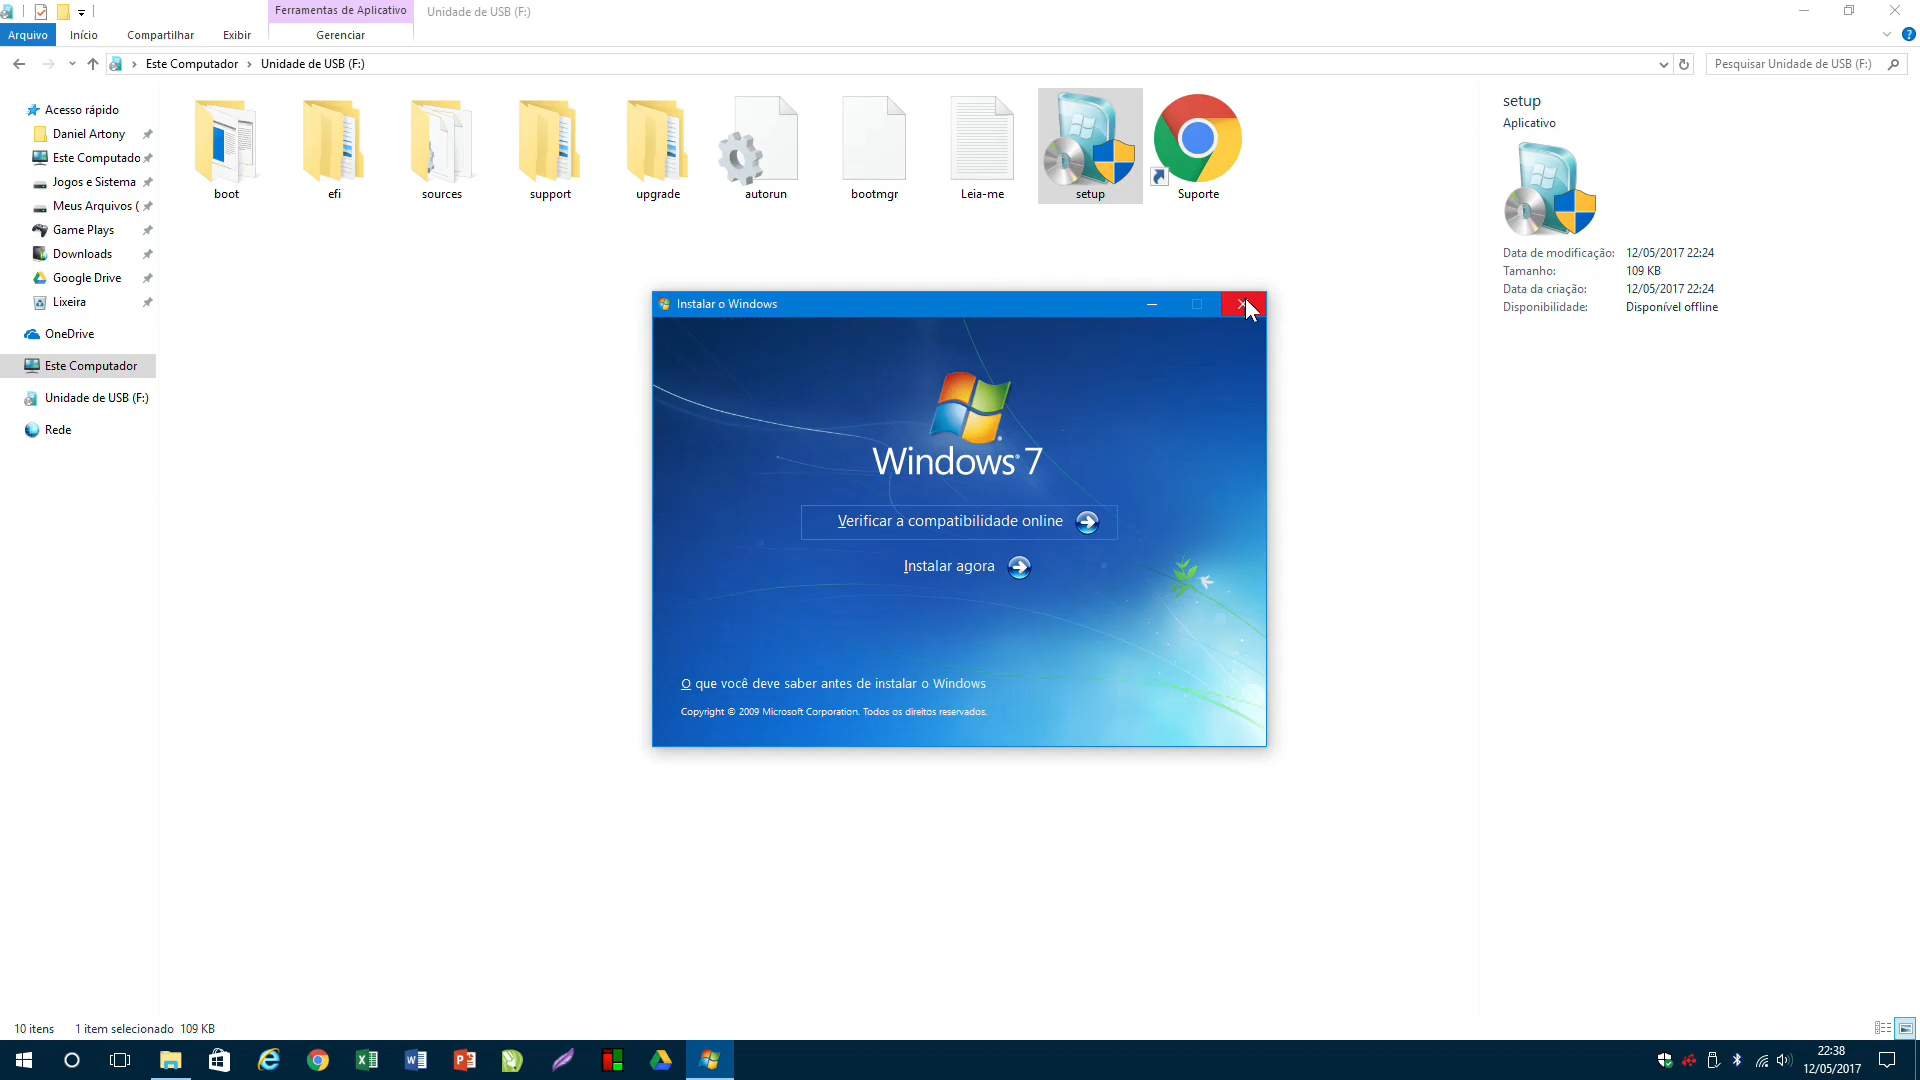 Ferramentas de Aplicativo
Unidade de USB (F:)
Arquivo
Início
Compartilhar
Exibir
Gerenciar
Este Computador
Unidade de USB (F:)
Pesquisar Unidade de USB (F:)
Acesso rápido
Daniel Artony
Este Computado
Jogos e Sistema
Meus Arquivos (
Game Plays
Downloads
Google Drive
Lixeira
OneDrive
Este Computador
Unidade de USB (F:)
Rede
boot
efi
sources
support
upgrade
autorun
bootmgr
Leia-me
setup
Suporte
setup
Aplicativo
Data de modificação: 12/05/2017 22:24
Tamanho: 109 KB
Data da criação: 12/05/2017 22:24
Disponibilidade: Disponível offline
Instalar o Windows
Windows 7
Verificar a compatibilidade online
Instalar agora
O que você deve saber antes de instalar o Windows
Copyright © 2009 Microsoft Corporation. Todos os direitos reservados.
10 itens
1 item selecionado 109 KB
22:38
12/05/2017